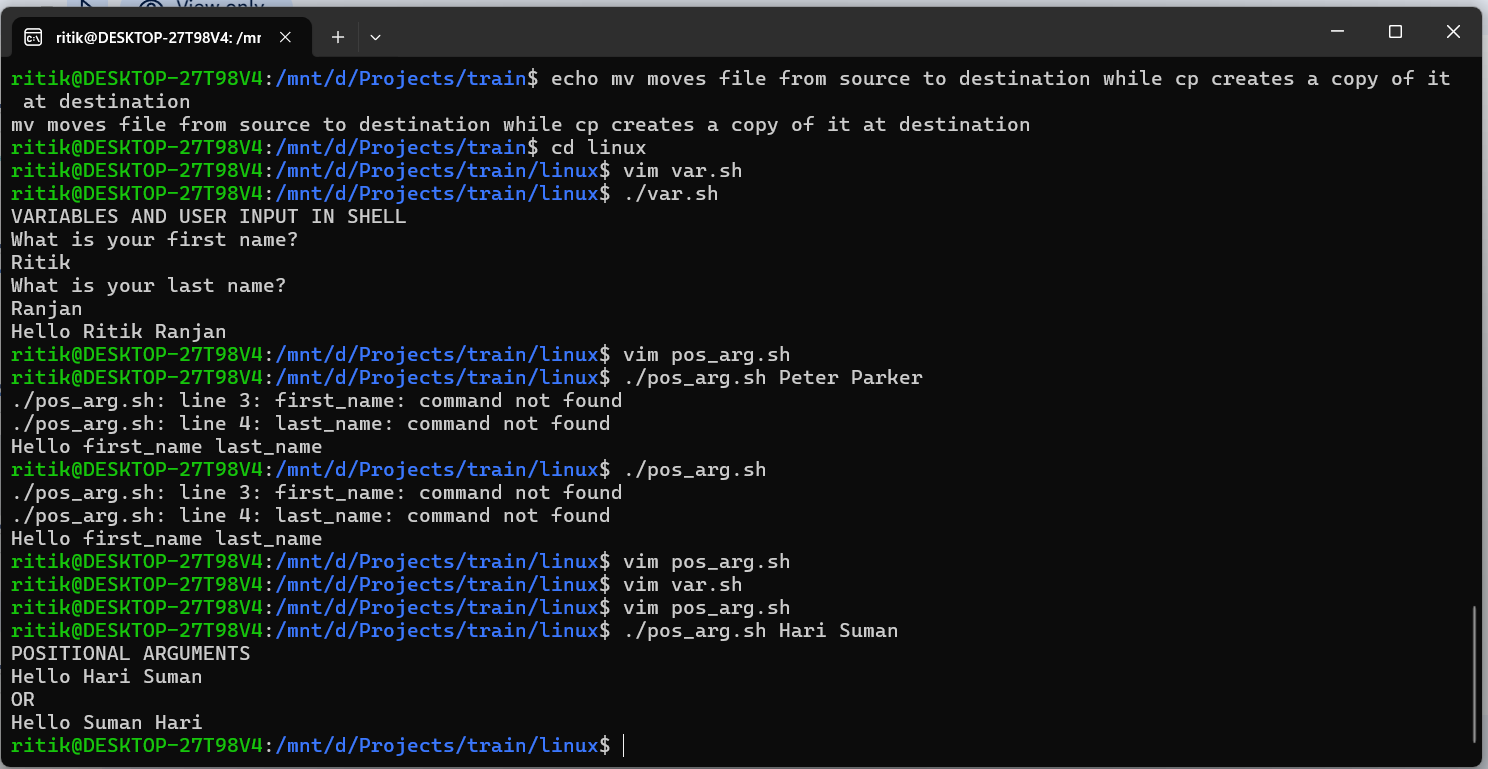 View only
ritik@DESKTOP-27T98V4: /mr
ritik@DESKTOP-27T98V4:/mnt/d/Projects/train$ echo mv moves file from source to destination while cp creates a copy of it
 at destination
mv moves file from source to destination while cp creates a copy of it at destination
ritik@DESKTOP-27T98V4:/mnt/d/Projects/train$ cd linux
ritik@DESKTOP-27T98V4:/mnt/d/Projects/train/linux$ vim var.sh
ritik@DESKTOP-27T98V4:/mnt/d/Projects/train/linux$ ./var.sh
VARIABLES AND USER INPUT IN SHELL
What is your first name?
Ritik
What is your last name?
Ranjan
Hello Ritik Ranjan
ritik@DESKTOP-27T98V4:/mnt/d/Projects/train/linux$ vim pos_arg.sh
ritik@DESKTOP-27T98V4:/mnt/d/Projects/train/linux$ ./pos_arg.sh Peter Parker
./pos_arg.sh: line 3: first_name: command not found
./pos_arg.sh: line 4: last_name: command not found
Hello first_name last_name
ritik@DESKTOP-27T98V4:/mnt/d/Projects/train/linux$ ./pos_arg.sh
./pos_arg.sh: line 3: first_name: command not found
./pos_arg.sh: line 4: last_name: command not found
Hello first_name last_name
ritik@DESKTOP-27T98V4:/mnt/d/Projects/train/linux$ vim pos_arg.sh
ritik@DESKTOP-27T98V4:/mnt/d/Projects/train/linux$ vim var.sh
ritik@DESKTOP-27T98V4:/mnt/d/Projects/train/linux$ vim pos_arg.sh
ritik@DESKTOP-27T98V4:/mnt/d/Projects/train/linux$ ./pos_arg.sh Hari Suman
POSITIONAL ARGUMENTS
Hello Hari Suman
OR
Hello Suman Hari
ritik@DESKTOP-27T98V4:/mnt/d/Projects/train/linux$